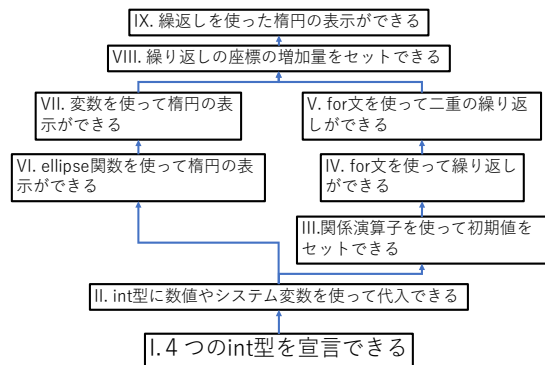 IX. 繰返しを使った楕円の表示ができる
VIII. 繰り返しの座標の増加量をセットできる
VII. 変数を使って楕円の表
示ができる
V. for文を使って二重の繰り返
しができる
VI. ellipse関数を使って楕円の表
示ができる
IV. for文を使って繰り返し
ができる
III.関係演算子を使って初期値を
セットできる
II. int型に数値やシステム変数を使って代入できる
I. 4 つのint型を宣言できる